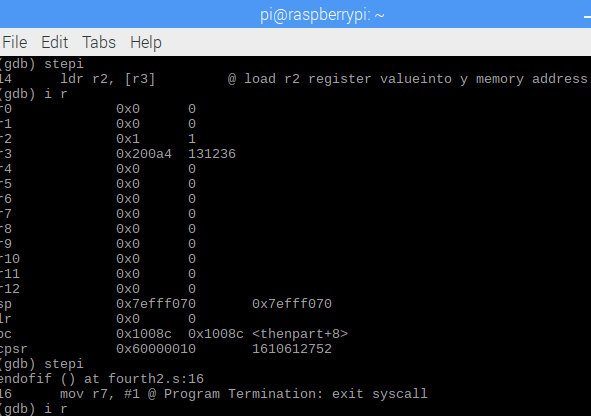 pi@raspberrypi: ~
File Edit Tabs Help
(gdb) stepi
14 ldr r2, [r3] @ load r2 register valueinto y memory address
(gdb) i r
r0 0x0 0
r1 0x0 0
r2 0x1 1
r3 0x200a4 131236
r4 0x0 0
r5 0x0 0
r6 0x0 0
r7 0x0 0
r8 0x0 0
r9 0x0 0
r10 0x0 0
r11 0x0 0
r12 0x0 0
sp 0x7efff070 0x7efff070
lr 0x0 0
pc 0x1008c 0x1008c <thenpart+8>
cpsr 0x60000010 1610612752
(gdb) stepi
endofif () at fourth2.s:16
16 mov r7, #1 @ Program Termination: exit syscall
(gdb) i r